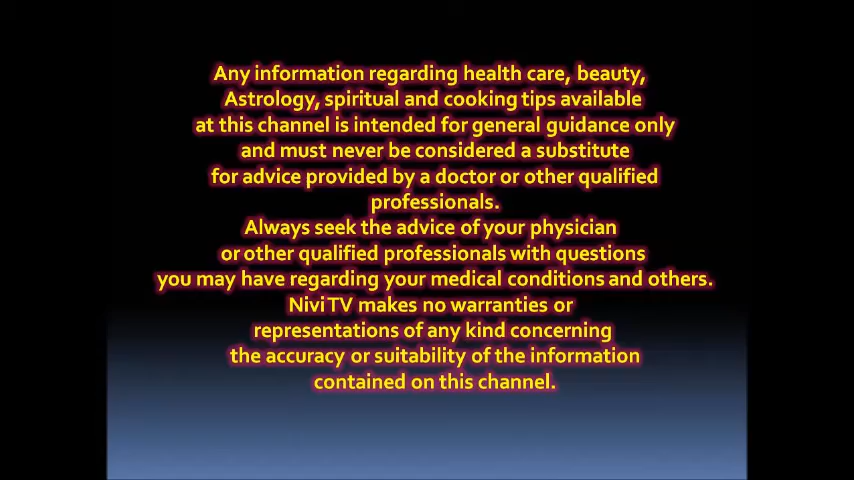 Any information regarding health care, beauty,
Astrology, spiritual and cooking tips available
at this channel is intended for general guidance only
and must never be considered a substitute
for advice provided by a doctor or other qualified
professionals.
Always seek the advice of your physician
or other qualified professionals with questions
you may have regarding your medical conditions and others.
Nivi TV makes no warranties or
representations of any kind concerning
the accuracy or suitability of the information
contained on this channel.